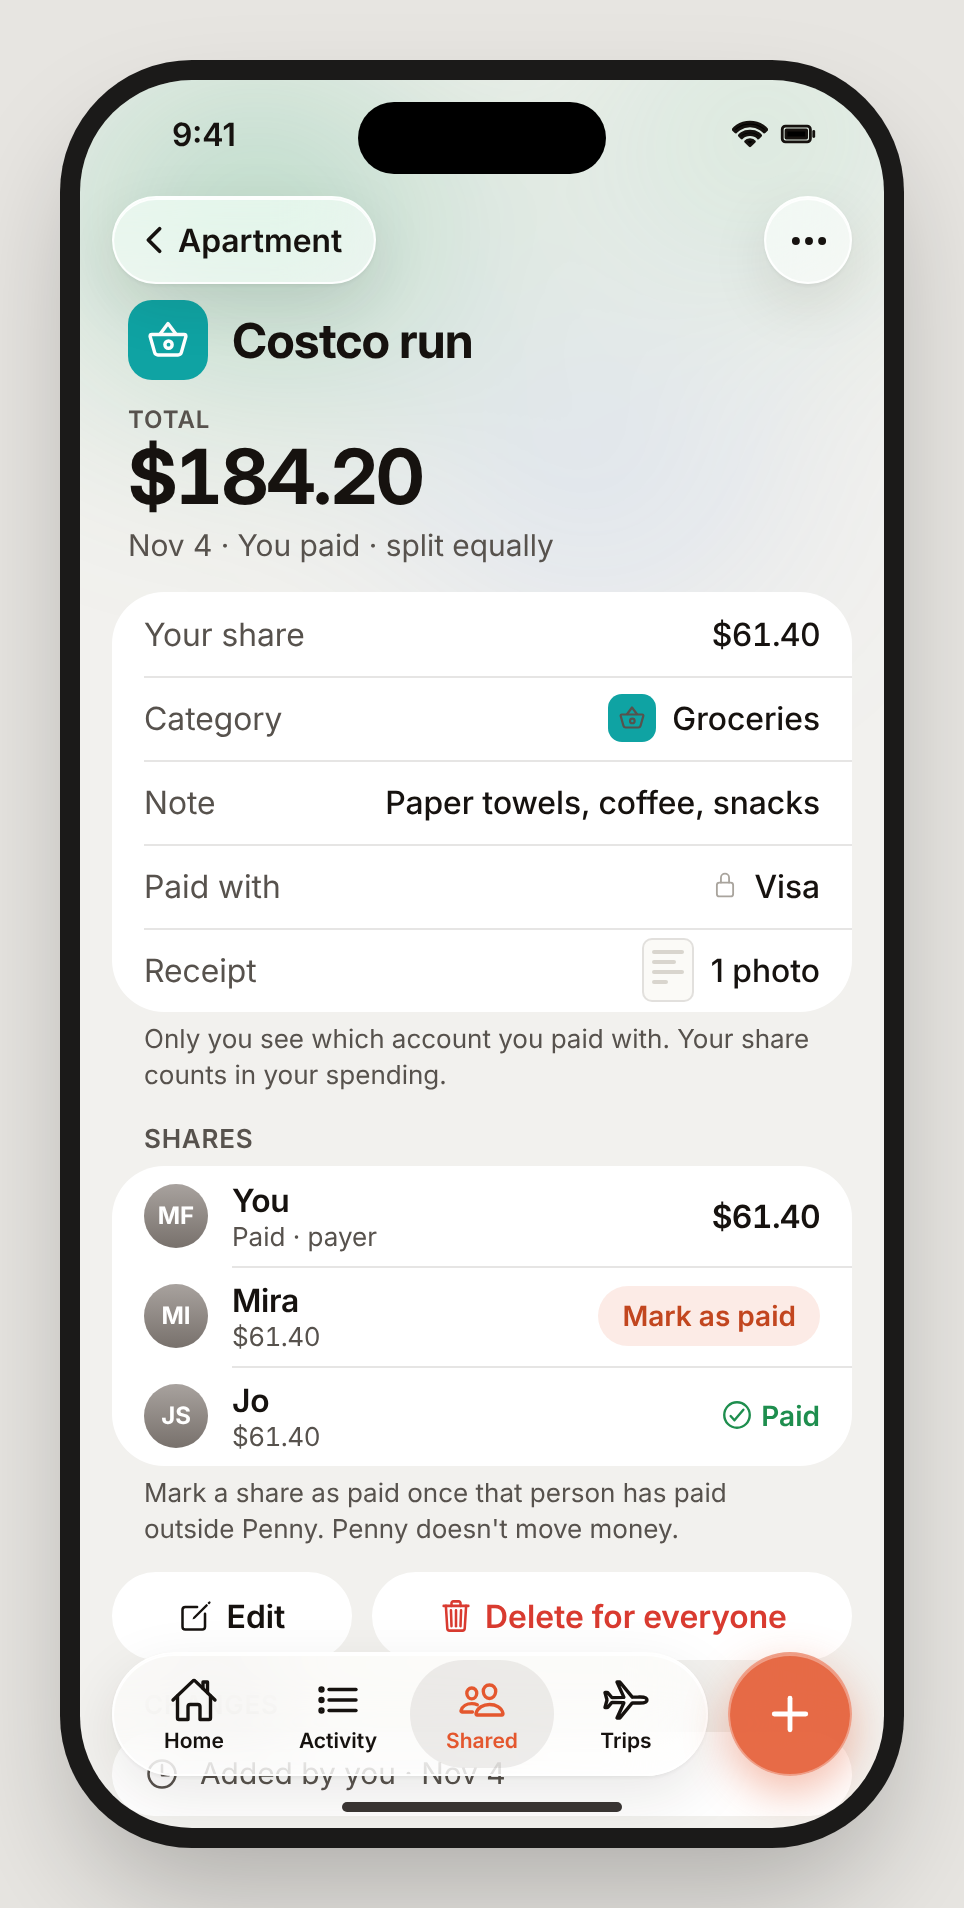 9:41
Apartment
Costco run
TOTAL
$184.20
Nov 4 · You paid · split equally
Your share $61.40
Category Groceries
Note Paper towels, coffee, snacks
Paid with Visa
Receipt 1 photo
Only you see which account you paid with. Your share
counts in your spending.
SHARES
MF You $61.40
Paid · payer
MI Mira Mark as paid
$61.40
JS Jo Paid
$61.40
Mark a share as paid once that person has paid
outside Penny. Penny doesn't move money.
Edit Delete for everyone
Home Activity Shared Trips
Added by you · Nov 4